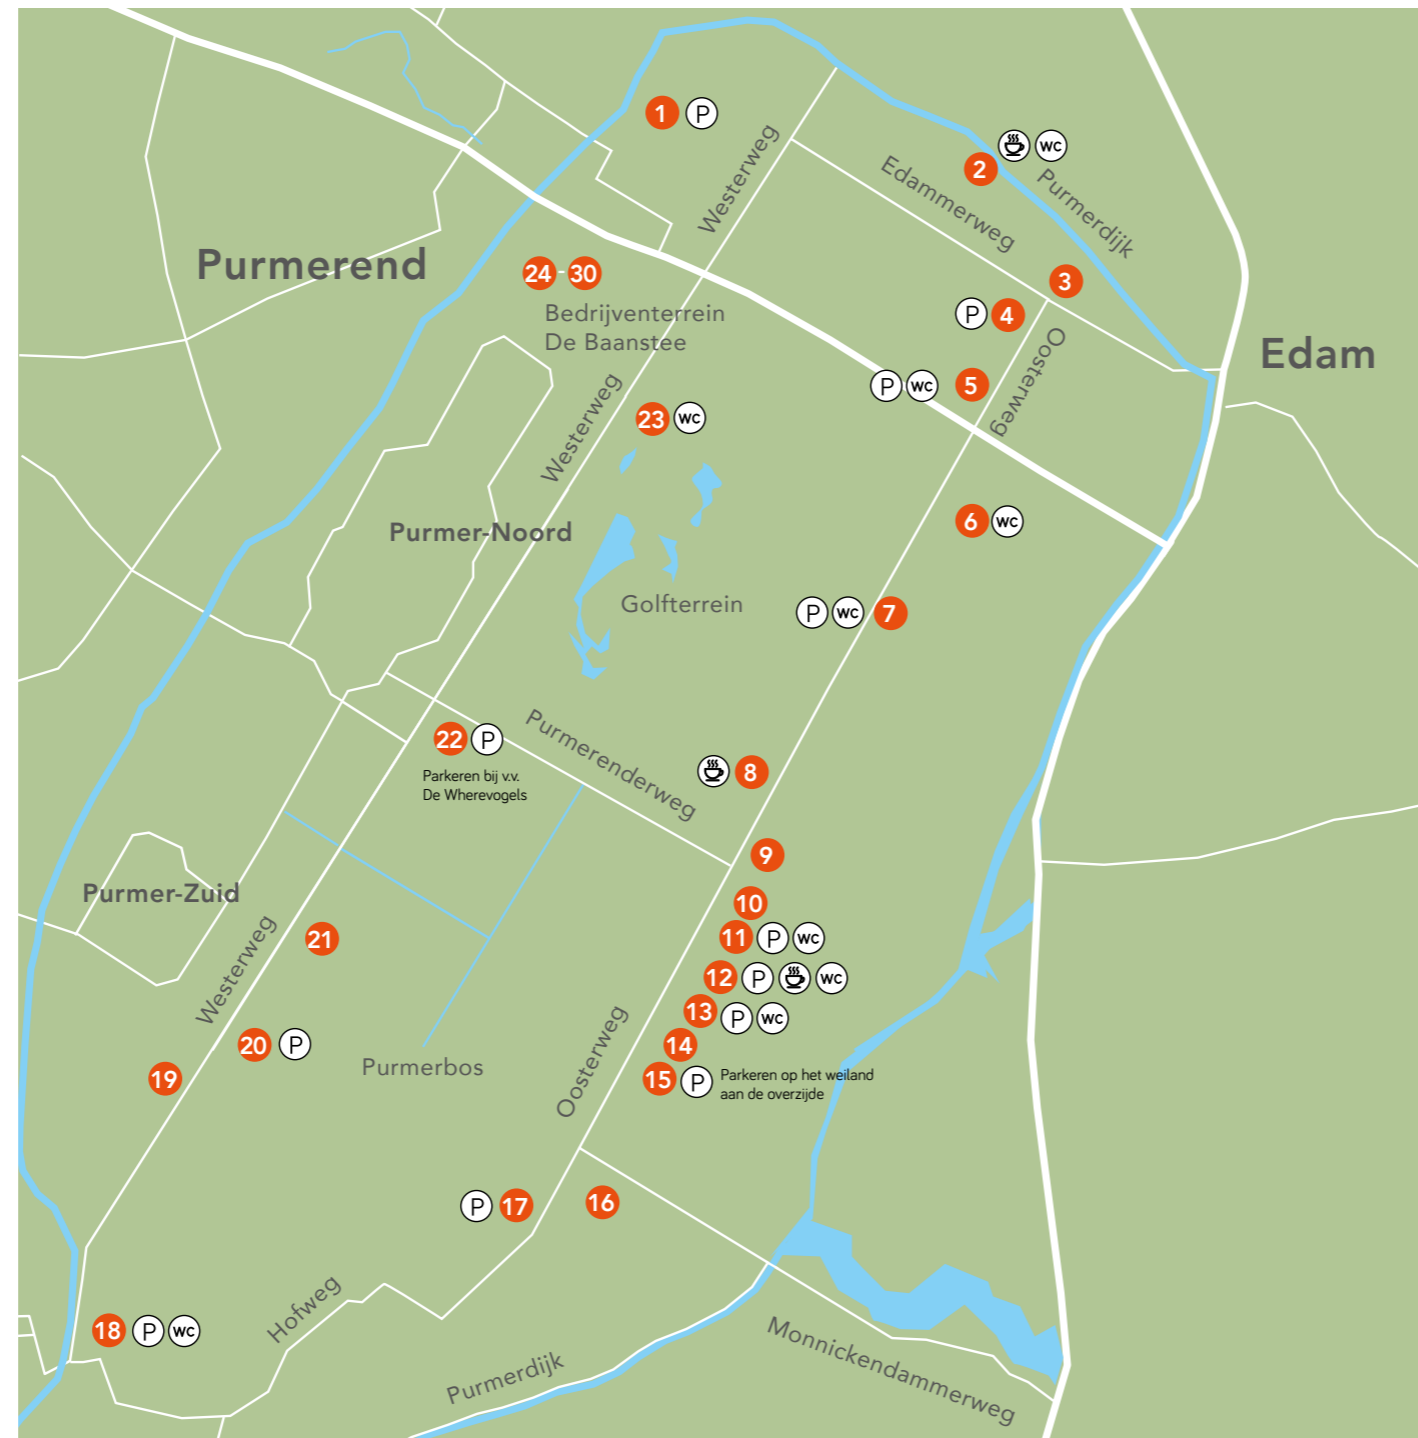 1 P
WC
2
Westerweg
Edammerweg
Purmerdijk
Purmerend
24 - 30
3
Bedrijventerrein
De Baanstee
P 4
Oosterweg
Edam
P WC 5
Westerweg
23 WC
6 WC
Purmer-Noord
Golfterrein
P WC 7
22 P
Parkeren bij v.v.
De Wherevogels
Purmerenderweg
8
9
Purmer-Zuid
10
21
11 P WC
Westerweg
12 P WC
13 P WC
20 P
14
Purmerbos
Oosterweg
19
15 P
Parkeren op het weiland
aan de overzijde
P 17
16
18 P WC
Hofweg
Purmerdijk
Monnickendammerweg